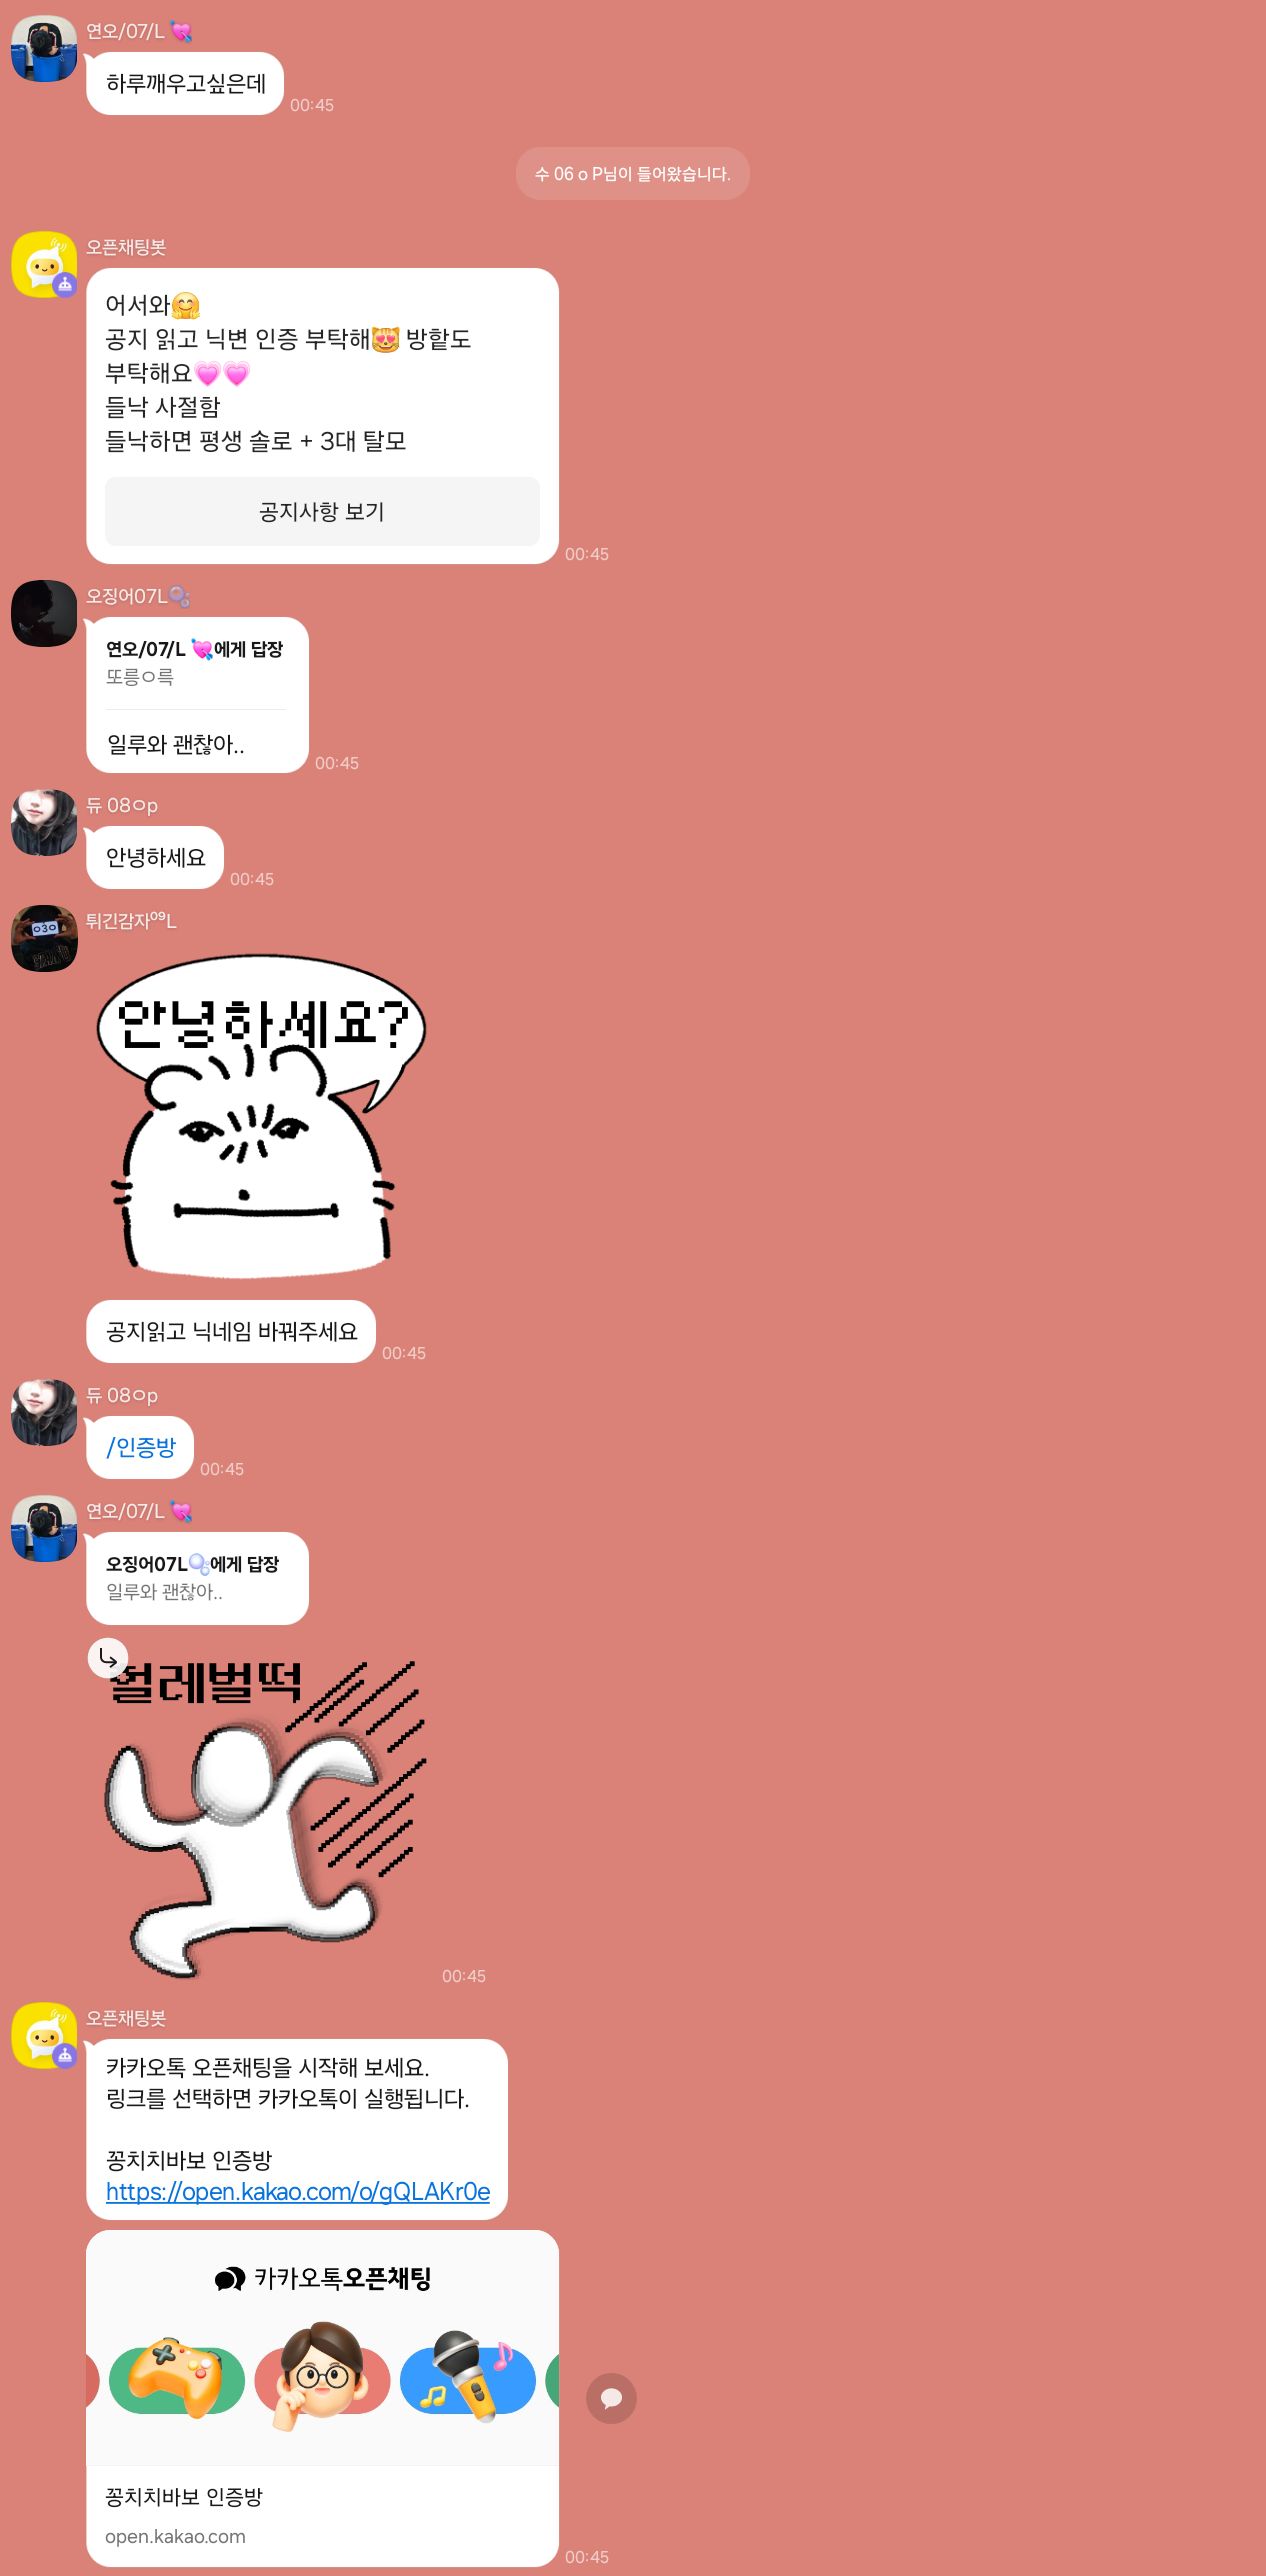 연오/07/L 💘
하루깨우고싶은데
00:45
수 06 o P님이 들어왔습니다.
오픈채팅봇
어서와🤗
공지 읽고 닉변 인증 부탁해😻 방핱도
부탁해요💗💗
들낙 사절함
들낙하면 평생 솔로 + 3대 탈모
공지사항 보기
00:45
오징어07L🫧
연오/07/L 💘에게 답장
또릉ㅇ륵
일루와 괜찮아..
00:45
듀 08ㅇp
안녕하세요
00:45
튀긴감자⁰⁹L
030
안녕하세요?
공지읽고 닉네임 바꿔주세요
00:45
듀 08ㅇp
/인증방
00:45
연오/07/L 💘
오징어07L🫧에게 답장
일루와 괜찮아..
헐레벌떡
00:45
오픈채팅봇
카카오톡 오픈채팅을 시작해 보세요.
링크를 선택하면 카카오톡이 실행됩니다.
꽁치치바보 인증방
https://open.kakao.com/o/gQLAKr0e
카카오톡오픈채팅
꽁치치바보 인증방
open.kakao.com
00:45